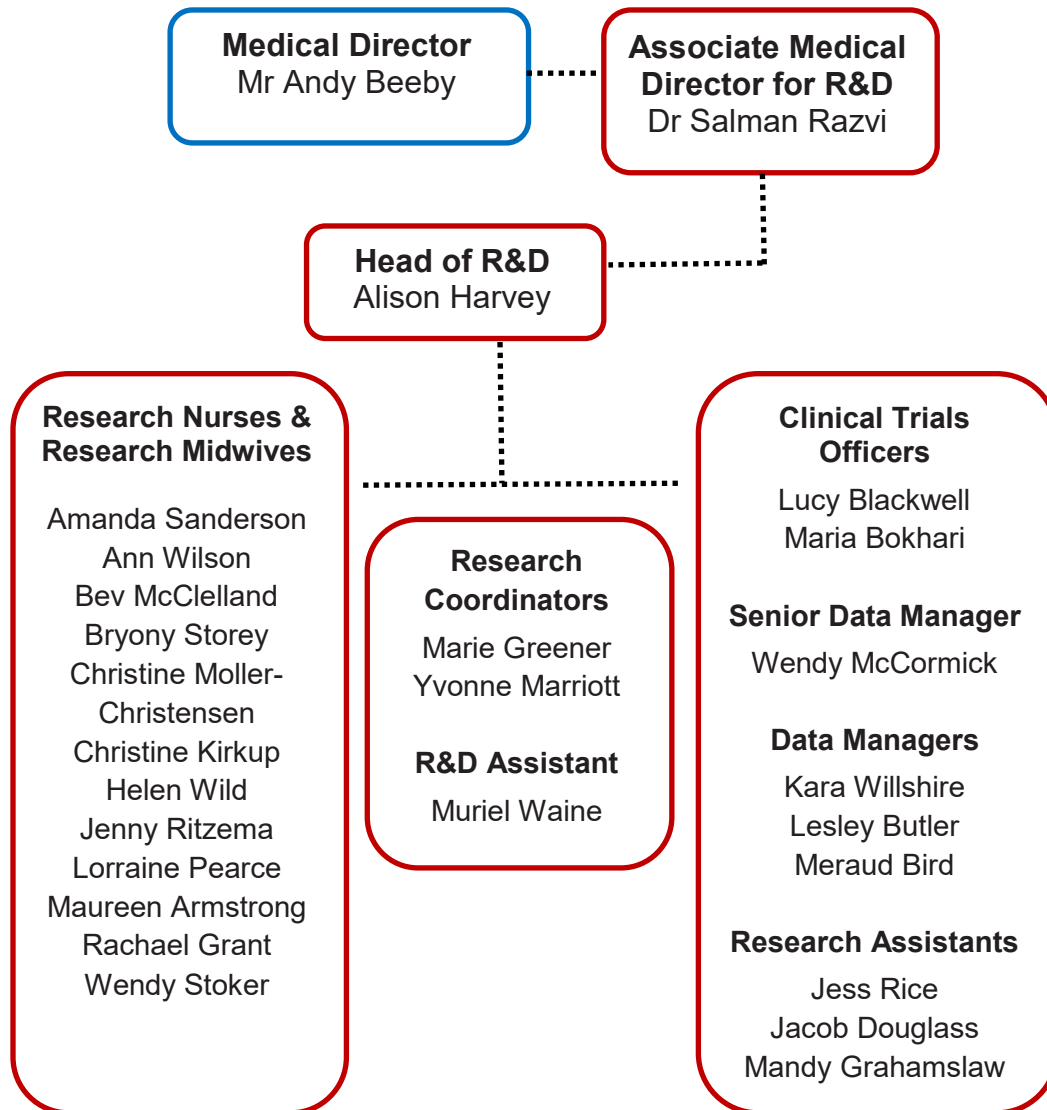 Medical Director
Mr Andy Beeby
Associate Medical
Director for R&D
Dr Salman Razvi
Head of R&D
Alison Harvey
Research Nurses &
Research Midwives
Amanda Sanderson
Ann Wilson
Bev McClelland
Bryony Storey
Christine Moller-
Christensen
Christine Kirkup
Helen Wild
Jenny Ritzema
Lorraine Pearce
Maureen Armstrong
Rachael Grant
Wendy Stoker
Research
Coordinators
Marie Greener
Yvonne Marriott
R&D Assistant
Muriel Waine
Clinical Trials
Officers
Lucy Blackwell
Maria Bokhari
Senior Data Manager
Wendy McCormick
Data Managers
Kara Willshire
Lesley Butler
Meraud Bird
Research Assistants
Jess Rice
Jacob Douglass
Mandy Grahamslaw